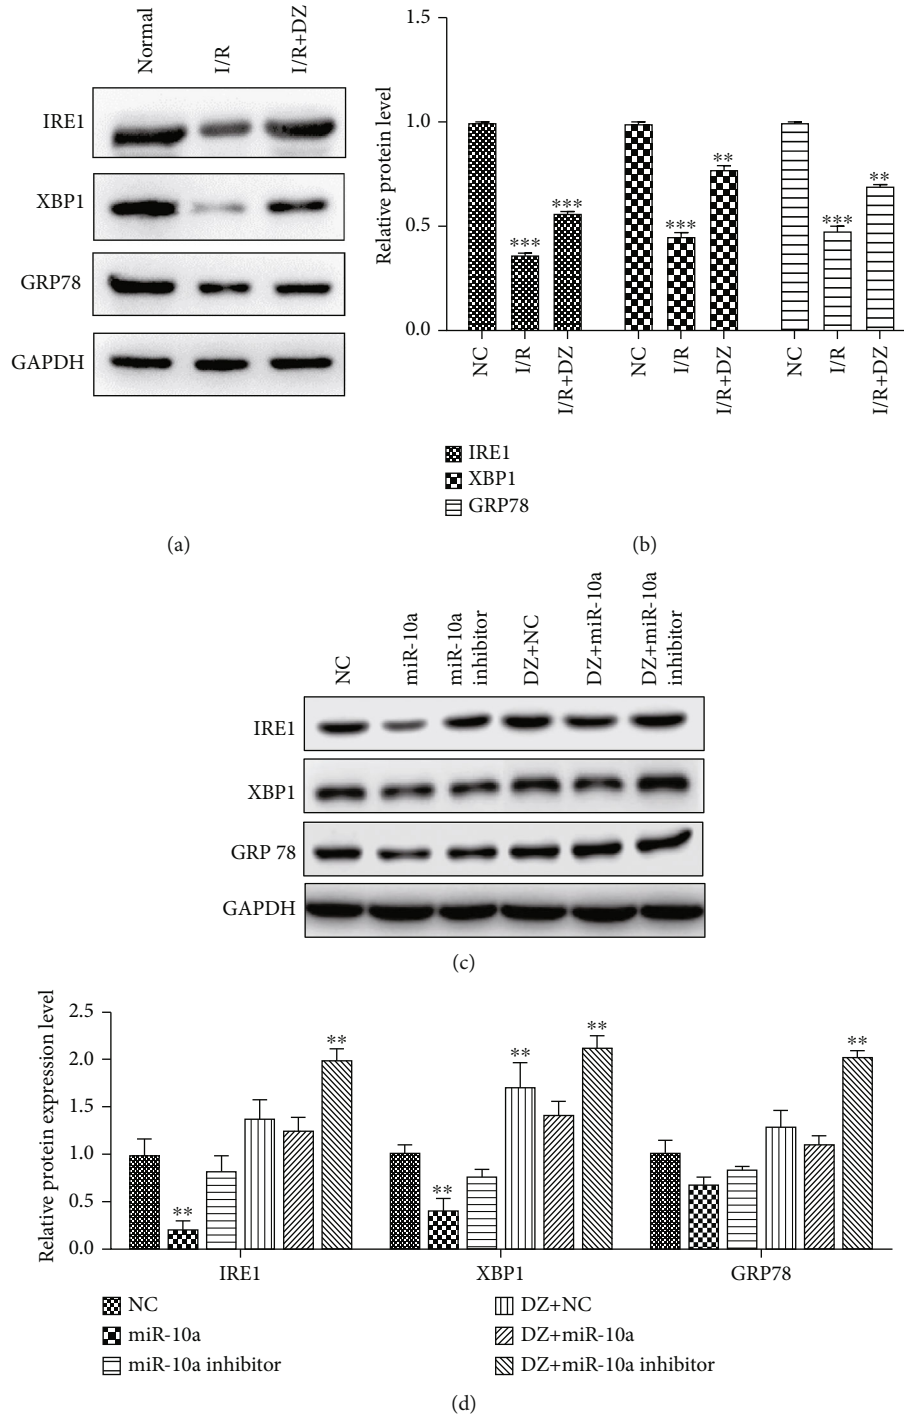 Normal
I/R
I/R+DZ
IRE1
XBP1
GRP78
GAPDH
(a)
Relative protein level
1.5
1.0
0.5
0.0
***
***
***
**
***
**
NC
I/R
I/R+DZ
NC
I/R
I/R+DZ
NC
I/R
I/R+DZ
IRE1
XBP1
GRP78
(b)
NC
miR-10a
miR-10a
inhibitor
DZ+NC
DZ+miR-10a
DZ+miR-10a
inhibitor
IRE1
XBP1
GRP 78
GAPDH
(c)
Relative protein expression level
2.5
2.0
1.5
1.0
0.5
0.0
**
**
**
**
**
**
IRE1
XBP1
GRP78
NC
miR-10a
miR-10a inhibitor
DZ+NC
DZ+miR-10a
DZ+miR-10a inhibitor
(d)